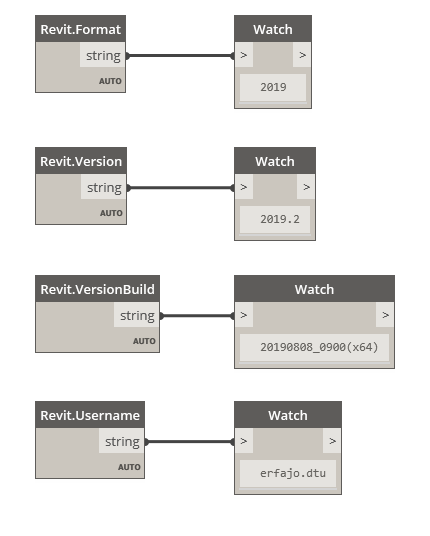 Revit.Format Watch
string > >
AUTO 2019
Revit.Version Watch
string > >
AUTO 2019.2
Revit.VersionBuild Watch
string > >
AUTO 20190808_0900(x64)
Revit.Username Watch
string > >
AUTO erfajo.dtu